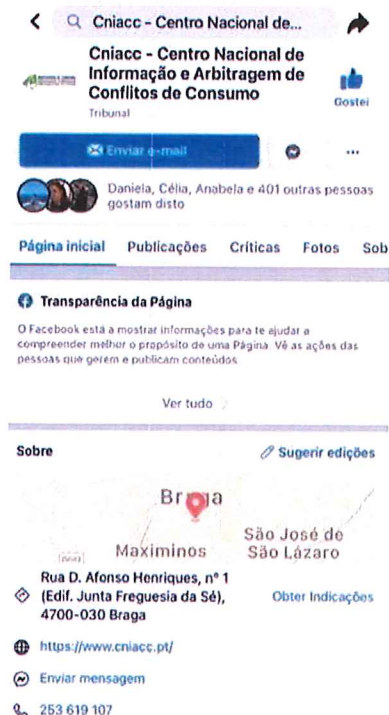 Cniacc - Centro Nacional de...
Cniacc - Centro Nacional de
Informação e Arbitragem de
Conflitos de Consumo
Tribunal
Gostei
Enviar e-mail
Daniela, Célia, Anabela e 401 outras pessoas
gostam disto
Página inicial Publicações Críticas Fotos Sob
Transparência da Página
O Facebook está a mostrar informações para te ajudar a
compreender melhor o propósito de uma Página. Vê as ações das
pessoas que gerem e publicam conteúdos
Ver tudo
Sobre
Sugerir edições
Braga
Maximinos
São José de
São Lázaro
Rua D. Afonso Henriques, nº 1
(Edif. Junta Freguesia da Sé),
4700-030 Braga
Obter Indicações
https://www.cniacc.pt/
Enviar mensagem
253 619 107